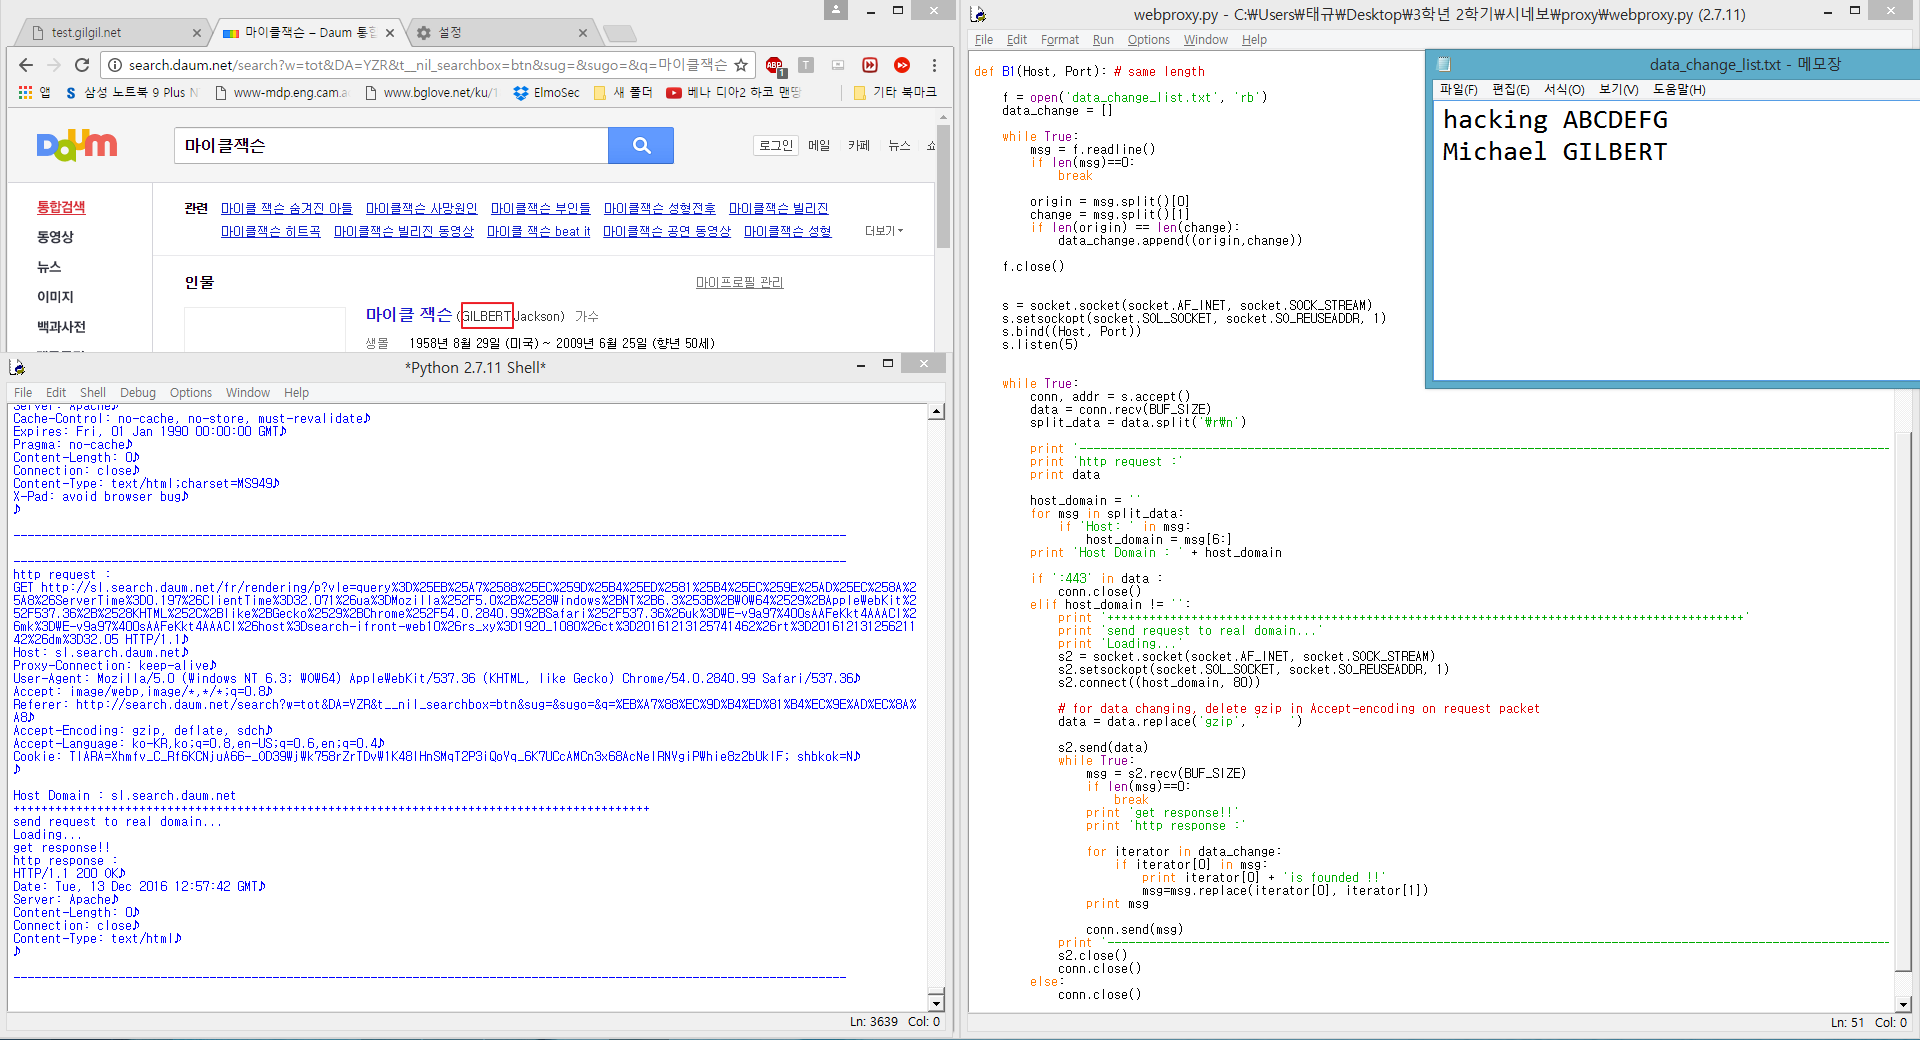 test.gilgil.net
마이클잭슨 – Daum 통합
설정
search.daum.net/search?w=tot&DA=YZR&t__nil_searchbox=btn&sug=&sugo=&q=마이클잭슨
앱
삼성 노트북 9 Plus N
www-mdp.eng.cam.a
www.bglove.net/ku/1
ElmoSec
새 폴더
베나 디아2 하코 맨땅
기타 북마크
Daum
마이클잭슨
로그인 메일 카페 뉴스 쇼
통합검색
동영상
뉴스
이미지
백과사전
관련 마이클 잭슨 숨겨진 아들 마이클잭슨 사망원인 마이클잭슨 부인들 마이클잭슨 성형전후 마이클잭슨 빌리진
마이클잭슨 히트곡 마이클잭슨 빌리진 동영상 마이클 잭슨 beat it 마이클잭슨 공연 동영상 마이클잭슨 성형 더보기
인물
마이프로필 관리
마이클 잭슨 (GILBERT Jackson) 가수
생몰 1958년 8월 29일 (미국) ~ 2009년 6월 25일 (향년 50세)
*Python 2.7.11 Shell*
File Edit Shell Debug Options Window Help
Server: Apache♪
Cache-Control: no-cache, no-store, must-revalidate♪
Expires: Fri, 01 Jan 1990 00:00:00 GMT♪
Pragma: no-cache♪
Content-Length: 0♪
Connection: close♪
Content-Type: text/html;charset=MS949♪
X-Pad: avoid browser bug♪
♪
http request :
GET http://sl.search.daum.net/fr/rendering/p?vle=query%3D%25EB%25A7%2588%25EC%259D%25B4%25ED%2581%25B4%25EC%259E%25AD%25EC%258A%2
5A8%26ServerTime%3D0.197%26ClientTime%3D32.071%26ua%3DMozilla%252F5.0%2B%2528Windows%2BNT%2B6.3%253B%2BWOW64%2529%2BAppleWebKit%2
52F537.36%2B%2528KHTML%252C%2Blike%2BGecko%2529%2BChrome%252F54.0.2840.99%2BSafari%252F537.36%26uk%3DWE-v9a97%40OsAAFeKkt4AAACI%2
6mk%3DWE-v9a97%40OsAAFeKkt4AAACI%26host%3Dsearch-ifront-web10%26rs_xy%3D1920_1080%26ct%3D20161213125741462%26rt%3D201612131256211
42%26dm%3D32.05 HTTP/1.1♪
Host: sl.search.daum.net♪
Proxy-Connection: keep-alive♪
User-Agent: Mozilla/5.0 (Windows NT 6.3; WOW64) AppleWebKit/537.36 (KHTML, like Gecko) Chrome/54.0.2840.99 Safari/537.36♪
Accept: image/webp,image/*,*/*;q=0.8♪
Referer: http://search.daum.net/search?w=tot&DA=YZR&t__nil_searchbox=btn&sug=&sugo=&q=%EB%A7%88%EC%9D%B4%ED%81%B4%EC%9E%AD%EC%8A%
A8♪
Accept-Encoding: gzip, deflate, sdch♪
Accept-Language: ko-KR,ko;q=0.8,en-US;q=0.6,en;q=0.4♪
Cookie: TIARA=Xhmfv_C_Rf6KCNjuA66-_OD39WjWk758rZrTDvW1K48IHnSMqT2P3iQoYq_6K7UCcAMCn3x68AcNeIRNYgiPWhie8z2bUkIF; shbkok=N♪
♪
Host Domain : sl.search.daum.net
+++++++++++++++++++++++++++++++++++++++++++++++++++++++++++++++++++++++++++++++++++++++++++
send request to real domain...
Loading...
get response!!
http response :
HTTP/1.1 200 OK♪
Date: Tue, 13 Dec 2016 12:57:42 GMT♪
Server: Apache♪
Content-Length: 0♪
Connection: close♪
Content-Type: text/html♪
♪
Ln: 3639 Col: 0
webproxy.py - C:₩Users₩태규₩Desktop₩3학년 2학기₩시네보₩proxy₩webproxy.py (2.7.11)
File Edit Format Run Options Window Help
def B1(Host, Port): # same length
f = open('data_change_list.txt', 'rb')
data_change = []
while True:
msg = f.readline()
if len(msg)==0:
break
origin = msg.split()[0]
change = msg.split()[1]
if len(origin) == len(change):
data_change.append((origin,change))
f.close()
s = socket.socket(socket.AF_INET, socket.SOCK_STREAM)
s.setsockopt(socket.SOL_SOCKET, socket.SO_REUSEADDR, 1)
s.bind((Host, Port))
s.listen(5)
while True:
conn, addr = s.accept()
data = conn.recv(BUF_SIZE)
split_data = data.split('₩r₩n')
print '--------------------------------------------------------------------------------
print 'http request :'
print data
host_domain = ''
for msg in split_data:
if 'Host: ' in msg:
host_domain = msg[6:]
print 'Host Domain : ' + host_domain
if ':443' in data :
conn.close()
elif host_domain != '':
print '+++++++++++++++++++++++++++++++++++++++++++++++++++++++++++++++++++++++++++++++++++++++++++'
print 'send request to real domain...'
print 'Loading...'
s2 = socket.socket(socket.AF_INET, socket.SOCK_STREAM)
s2.setsockopt(socket.SOL_SOCKET, socket.SO_REUSEADDR, 1)
s2.connect((host_domain, 80))
# for data changing, delete gzip in Accept-encoding on request packet
data = data.replace('gzip', '    ')
s2.send(data)
while True:
msg = s2.recv(BUF_SIZE)
if len(msg)==0:
break
print 'get response!!'
print 'http response :'
for iterator in data_change:
if iterator[0] in msg:
print iterator[0] + 'is founded !!'
msg=msg.replace(iterator[0], iterator[1])
print msg
conn.send(msg)
print '--------------------------------------------------------------------------------
s2.close()
conn.close()
else:
conn.close()
Ln: 51 Col: 0
data_change_list.txt - 메모장
파일(F) 편집(E) 서식(O) 보기(V) 도움말(H)
hacking ABCDEFG
Michael GILBERT